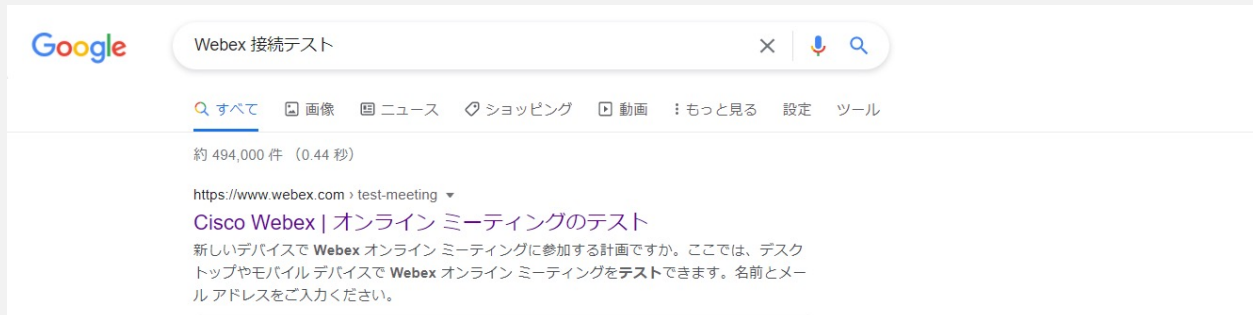 Google
Webex 接続テスト
すべて 画像 ニュース ショッピング 動画 もっと見る 設定 ツール
約 494,000 件 （0.44 秒）
https://www.webex.com › test-meeting
Cisco Webex | オンライン ミーティングのテスト
新しいデバイスで Webex オンライン ミーティングに参加する計画ですか。ここでは、デスク
トップやモバイル デバイスで Webex オンライン ミーティングをテストできます。名前とメー
ル アドレスをご入力ください。